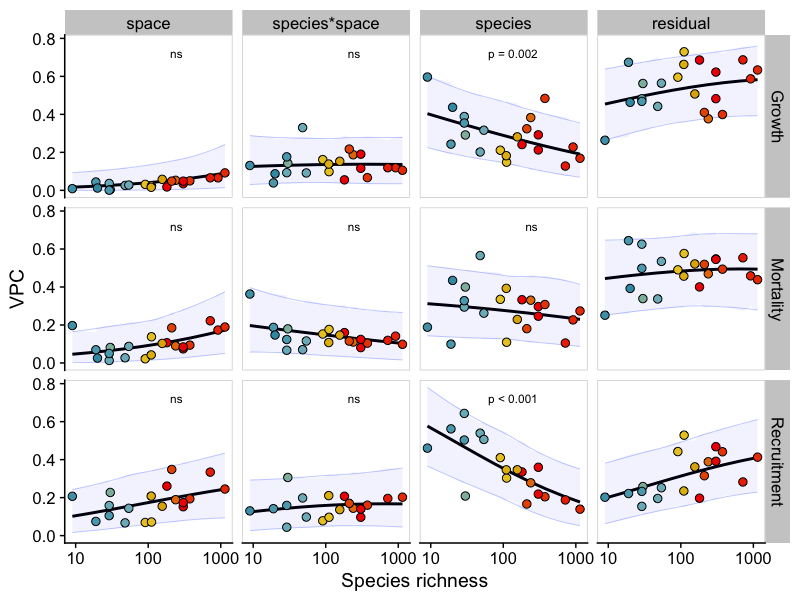 space species*space species residual
0.8 ns ns p = 0.002
0.6
0.4
0.2
0.0
Growth
0.8 ns ns ns
0.6
0.4
0.2
0.0
Mortality
VPC
0.8 ns ns p < 0.001
0.6
0.4
0.2
0.0
Recruitment
10 100 1000 10 100 1000 10 100 1000 10 100 1000
Species richness